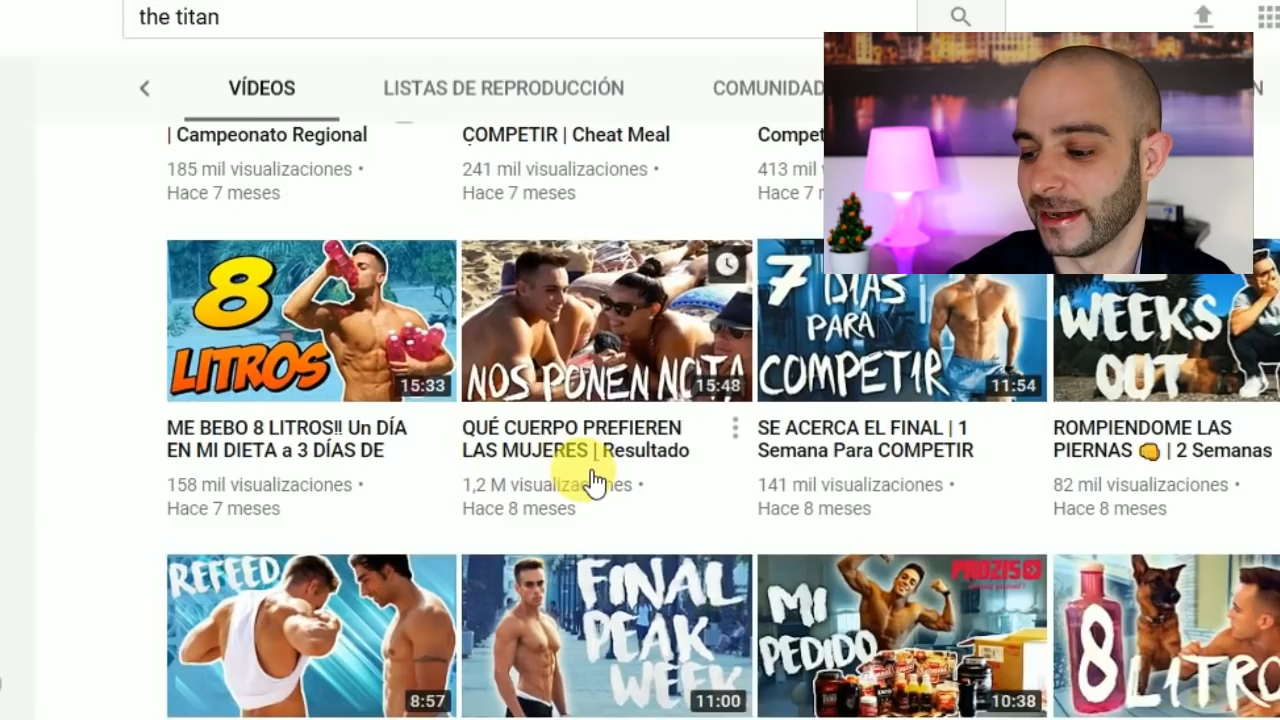 the titan
VÍDEOS
LISTAS DE REPRODUCCIÓN
COMUNIDAD
| Campeonato Regional
185 mil visualizaciones •
Hace 7 meses
COMPETIR | Cheat Meal
241 mil visualizaciones •
Hace 7 meses
413 mil
8
LITROS
15:33
NOS PONEN NOTA
15:48
7 DIAS
PARA
COMPETIR
11:54
WEEKS
OUT
ME BEBO 8 LITROS!! Un DÍA
EN MI DIETA a 3 DÍAS DE
158 mil visualizaciones •
Hace 7 meses
QUÉ CUERPO PREFIEREN
LAS MUJERES | Resultado
1,2 M visualizaciones •
Hace 8 meses
SE ACERCA EL FINAL | 1
Semana Para COMPETIR
141 mil visualizaciones •
Hace 8 meses
ROMPIENDOME LAS
PIERNAS 👊 | 2 Semanas
82 mil visualizaciones •
Hace 8 meses
REFEED
8:57
FINAL
PEAK
WEEK
11:00
MI
PEDIDO
PROZIS
10:38
8 LITRO